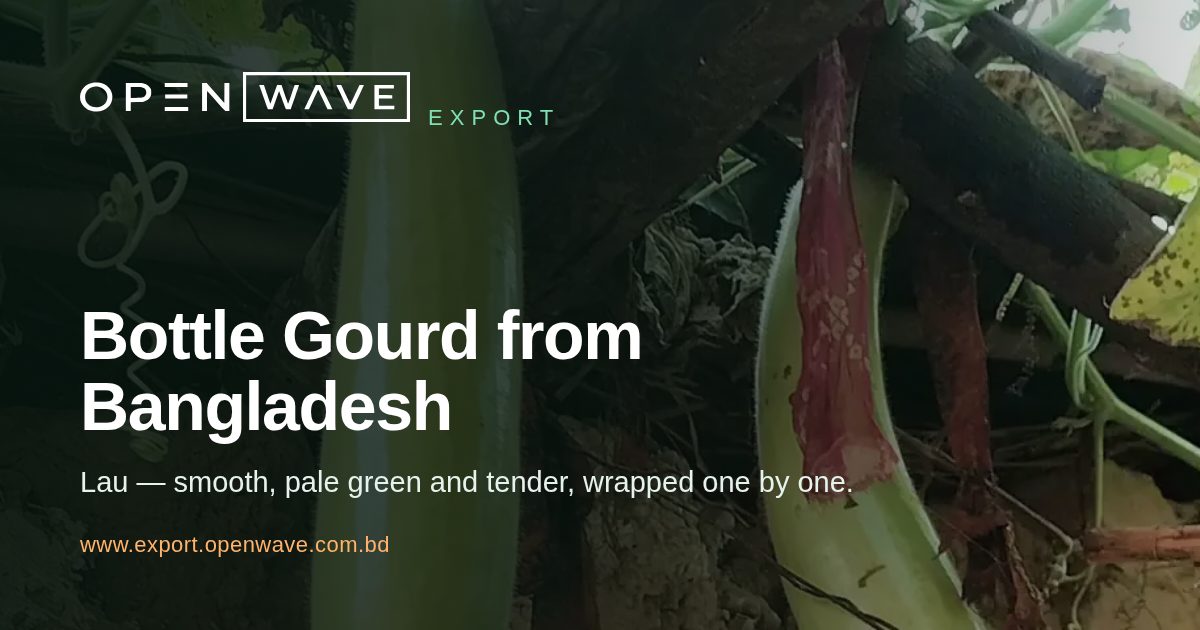 OPEN WAVE EXPORT
Bottle Gourd from
Bangladesh
Lau — smooth, pale green and tender, wrapped one by one.
www.export.openwave.com.bd